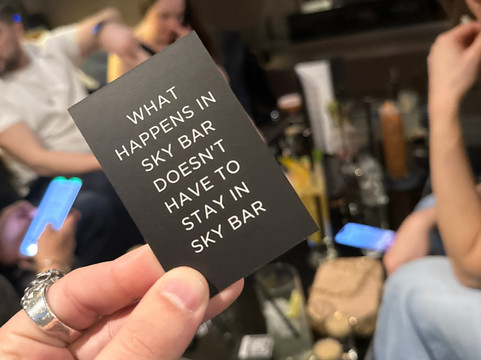 WHAT
HAPPENS IN
SKY BAR
DOESN'T
HAVE TO
STAY IN
SKY BAR